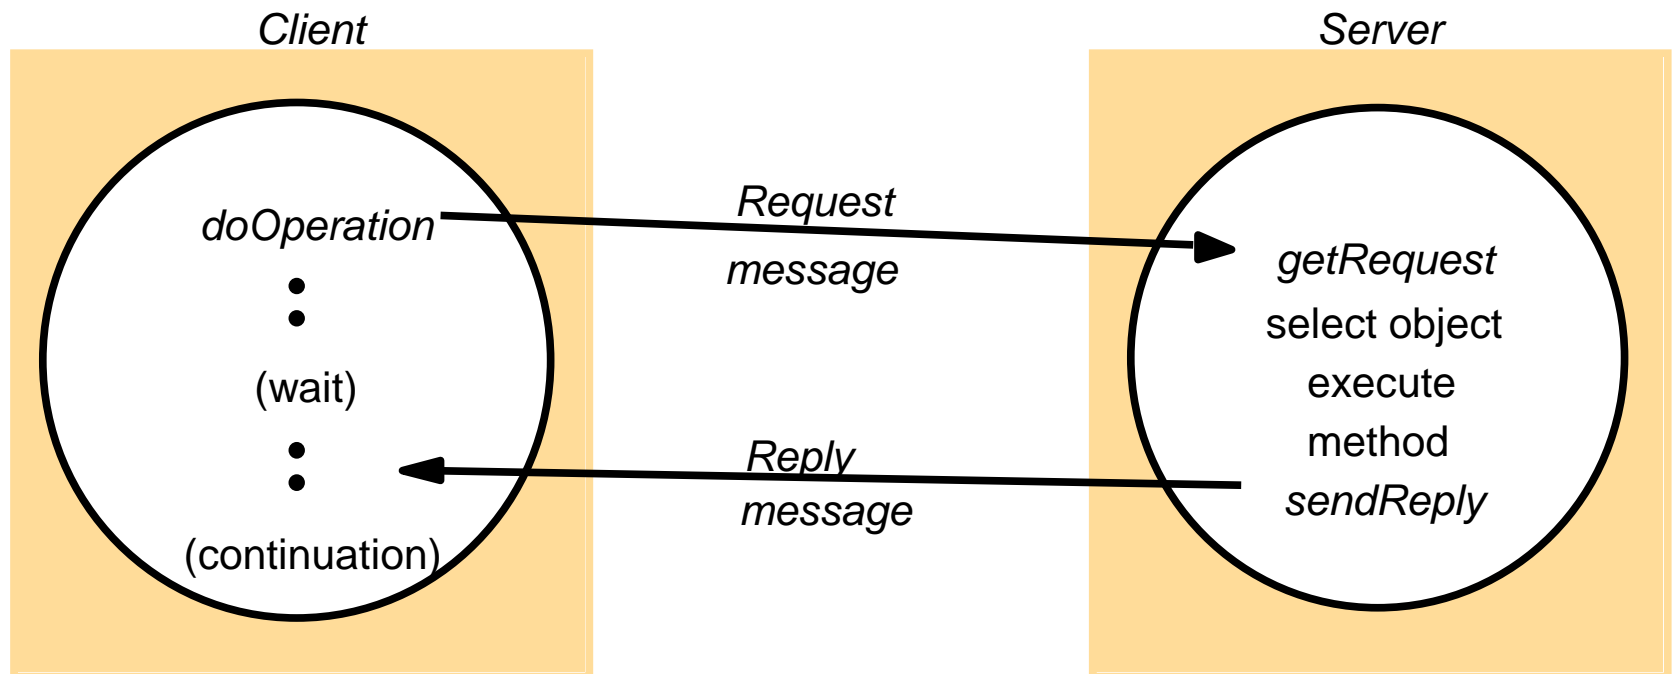 Client
doOperation
(wait)
(continuation)
Request
message
Reply
message
Server
getRequest
select object
execute
method
sendReply